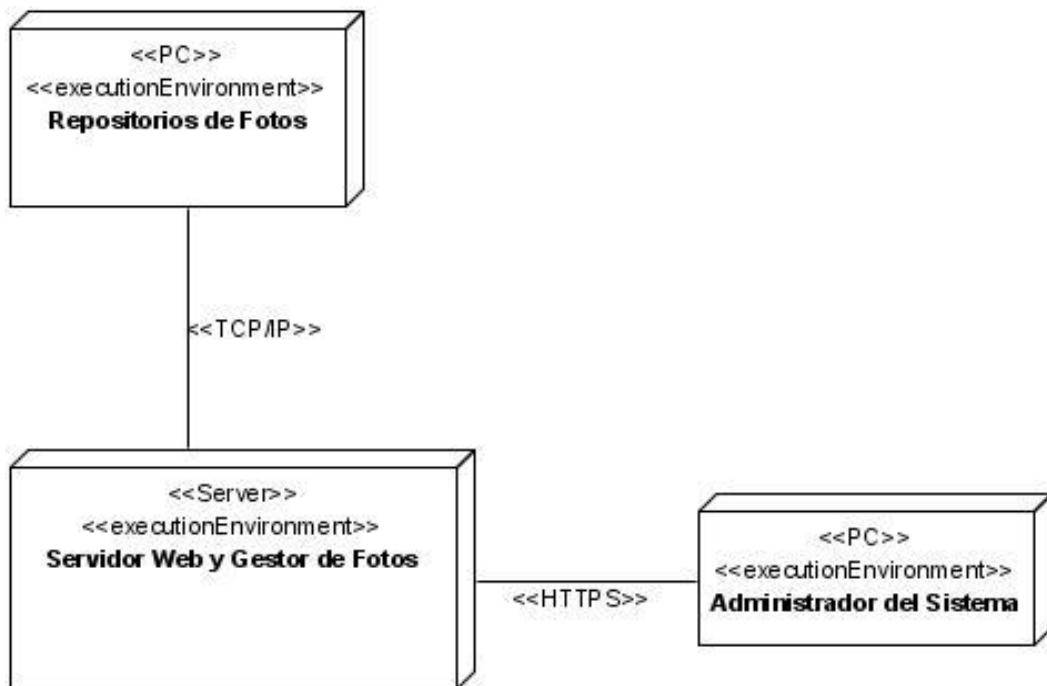 <<PC>>
<<executionEnvironment>>
Repositorios de Fotos
<<TCP/IP>>
<<Server>>
<<executionEnvironment>>
Servidor Web y Gestor de Fotos
<<HTTPS>>
<<PC>>
<<executionEnvironment>>
Administrador del Sistema